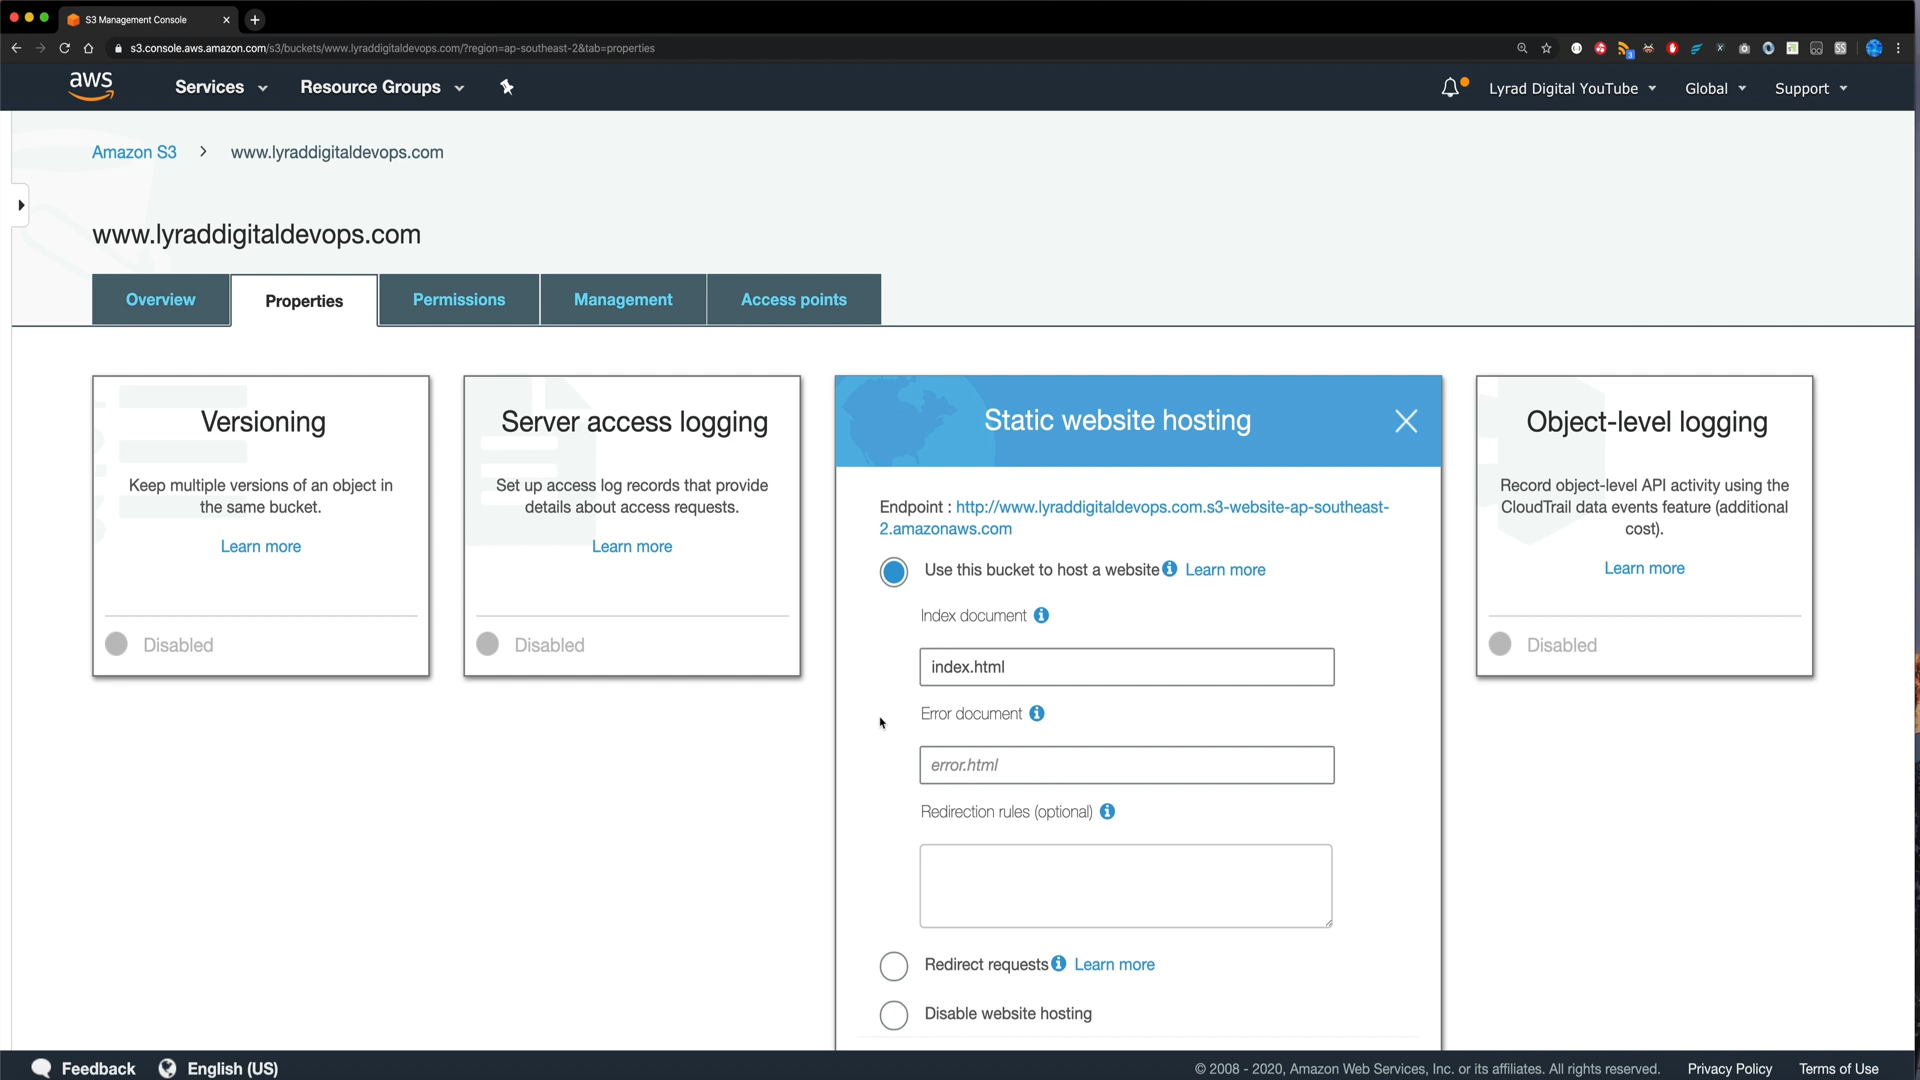 S3 Management Console
s3.console.aws.amazon.com/s3/buckets/www.lyraddigitaldevops.com/?region=ap-southeast-2&tab=properties
aws
Services
Resource Groups
Lyrad Digital YouTube
Global
Support
Amazon S3
www.lyraddigitaldevops.com
www.lyraddigitaldevops.com
Overview
Properties
Permissions
Management
Access points
Versioning
Keep multiple versions of an object in
the same bucket.
Learn more
Disabled
Server access logging
Set up access log records that provide
details about access requests.
Learn more
Disabled
Static website hosting
Endpoint : http://www.lyraddigitaldevops.com.s3-website-ap-southeast-
2.amazonaws.com
Use this bucket to host a website Learn more
Index document
index.html
Error document
error.html
Redirection rules (optional)
Redirect requests Learn more
Disable website hosting
Object-level logging
Record object-level API activity using the
CloudTrail data events feature (additional
cost).
Learn more
Disabled
Feedback
English (US)
© 2008 - 2020, Amazon Web Services, Inc. or its affiliates. All rights reserved.
Privacy Policy
Terms of Use